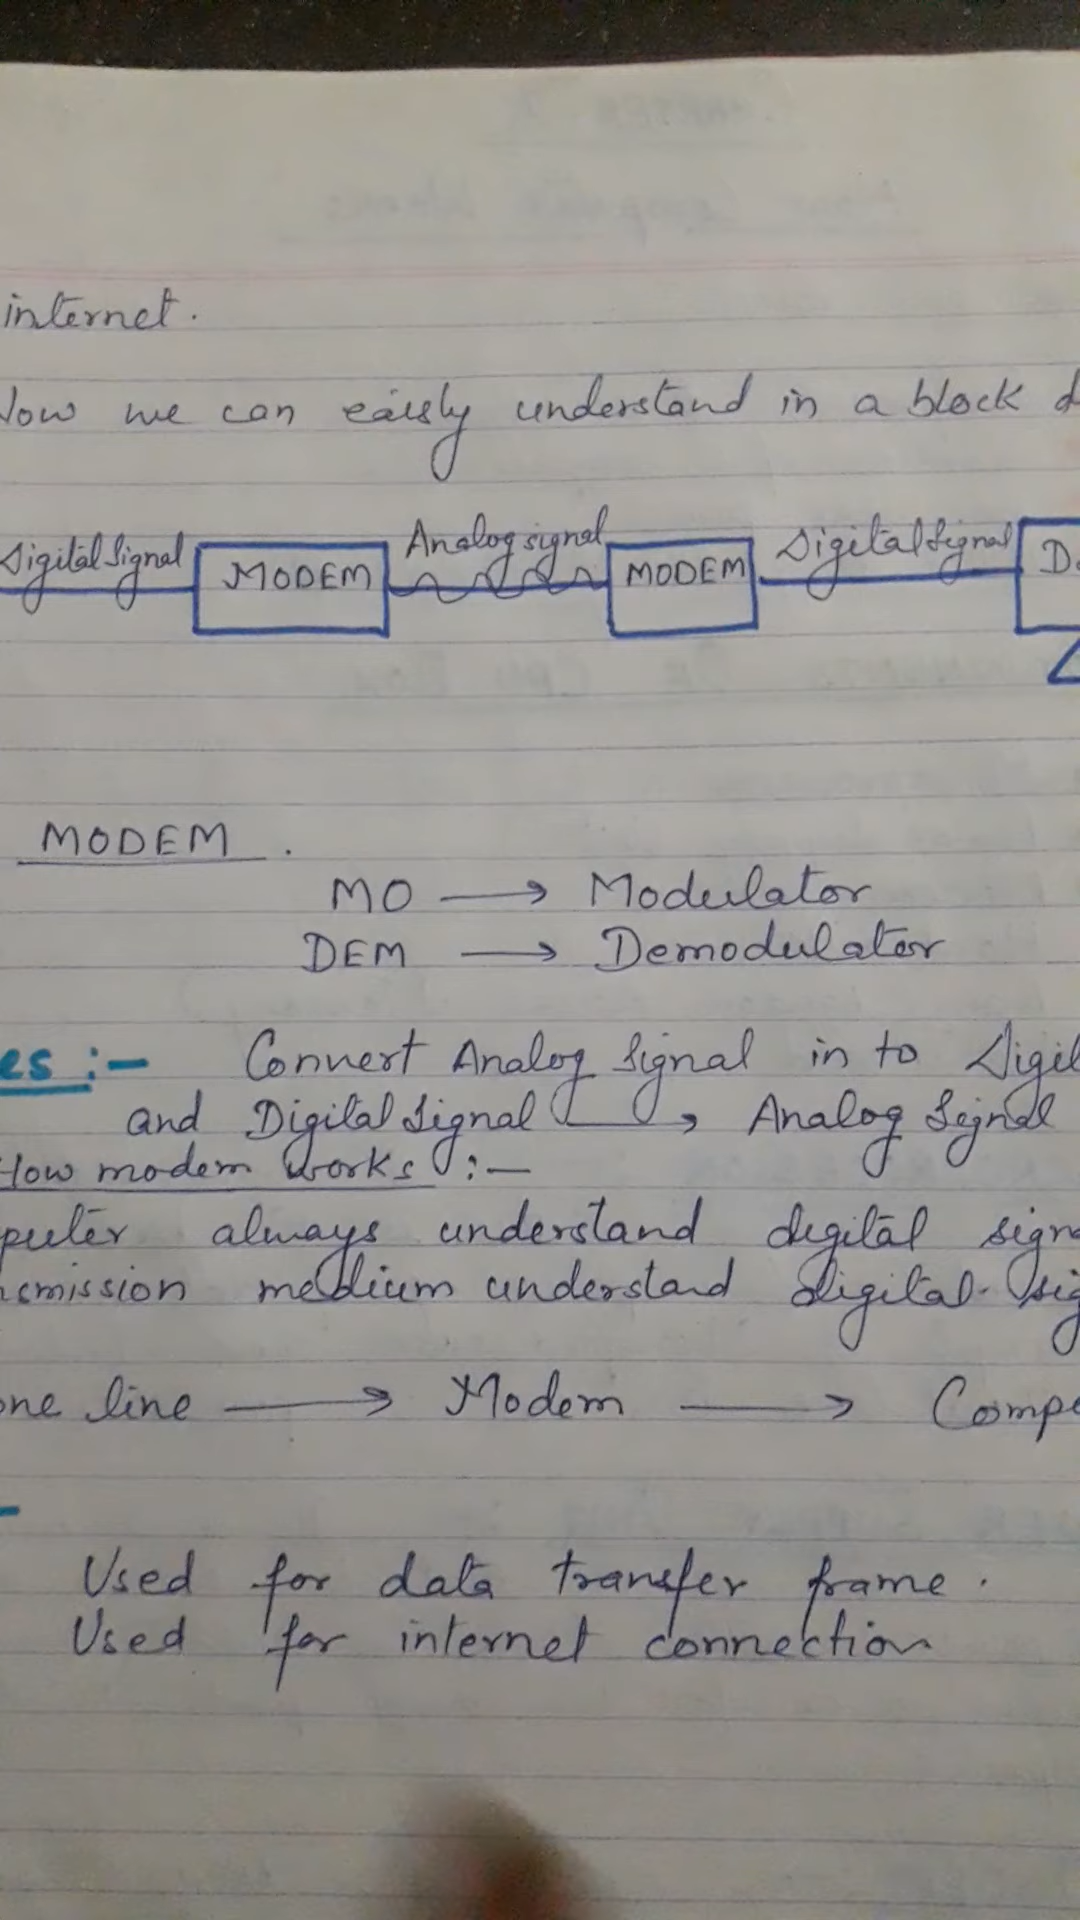 internet.
Now we can eaisly understand in a block d
Digital Signal MODEM Analog signal MODEM Digital Signal D
MODEM.
MO → Modulator
DEM → Demodulator
es :- Convert Analog Signal in to Digit
and Digital Signal → Analog Signal
How modem works :-
puter always understand digital sign
nsmission medium understand digital sig
one line → Modem → Comp
Used for data transfer frame.
Used for internet connection